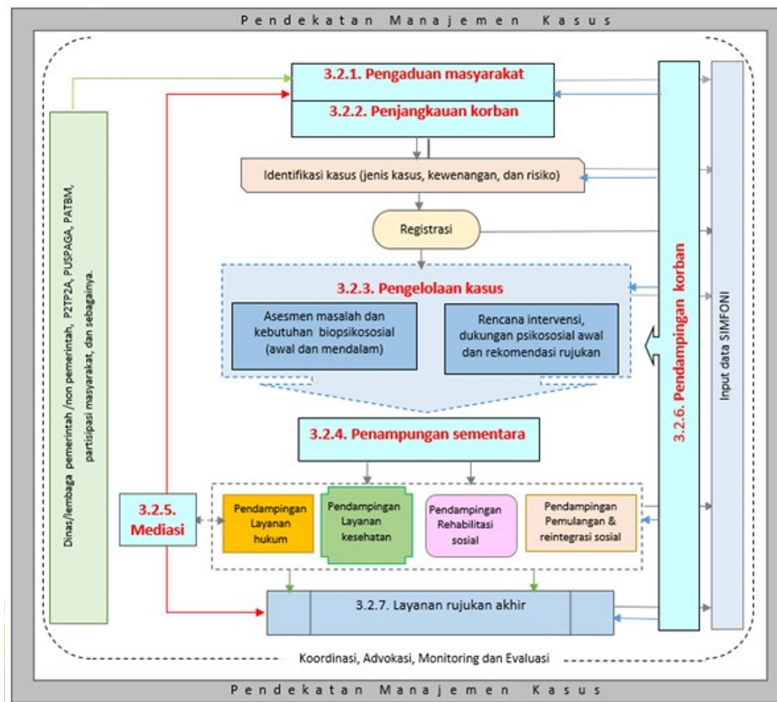 Pendekatan Manajemen Kasus
3.2.1. Pengaduan masyarakat
3.2.2. Penjangkauan korban
Identifikasi kasus (jenis kasus, kewenangan, dan risiko)
Registrasi
3.2.3. Pengelolaan kasus
Asesmen masalah dan
kebutuhan biopsikososial
(awal dan mendalam)
Rencana intervensi,
dukungan psikososial awal
dan rekomendasi rujukan
3.2.4. Penampungan sementara
3.2.5.
Mediasi
Pendampingan
Layanan
hukum
Pendampingan
Layanan
kesehatan
Pendampingan
Rehabilitasi
sosial
Pendampingan
Pemulangan &
reintegrasi sosial
3.2.7. Layanan rujukan akhir
Dinas/lembaga pemerintah /non pemerintah, P2TP2A, PUSPAGA, PATBM,
partisipasi masyarakat, dan sebagainya.
3.2.6. Pendampingan korban
Input data SIMFONI
Koordinasi, Advokasi, Monitoring dan Evaluasi
Pendekatan Manajemen Kasus